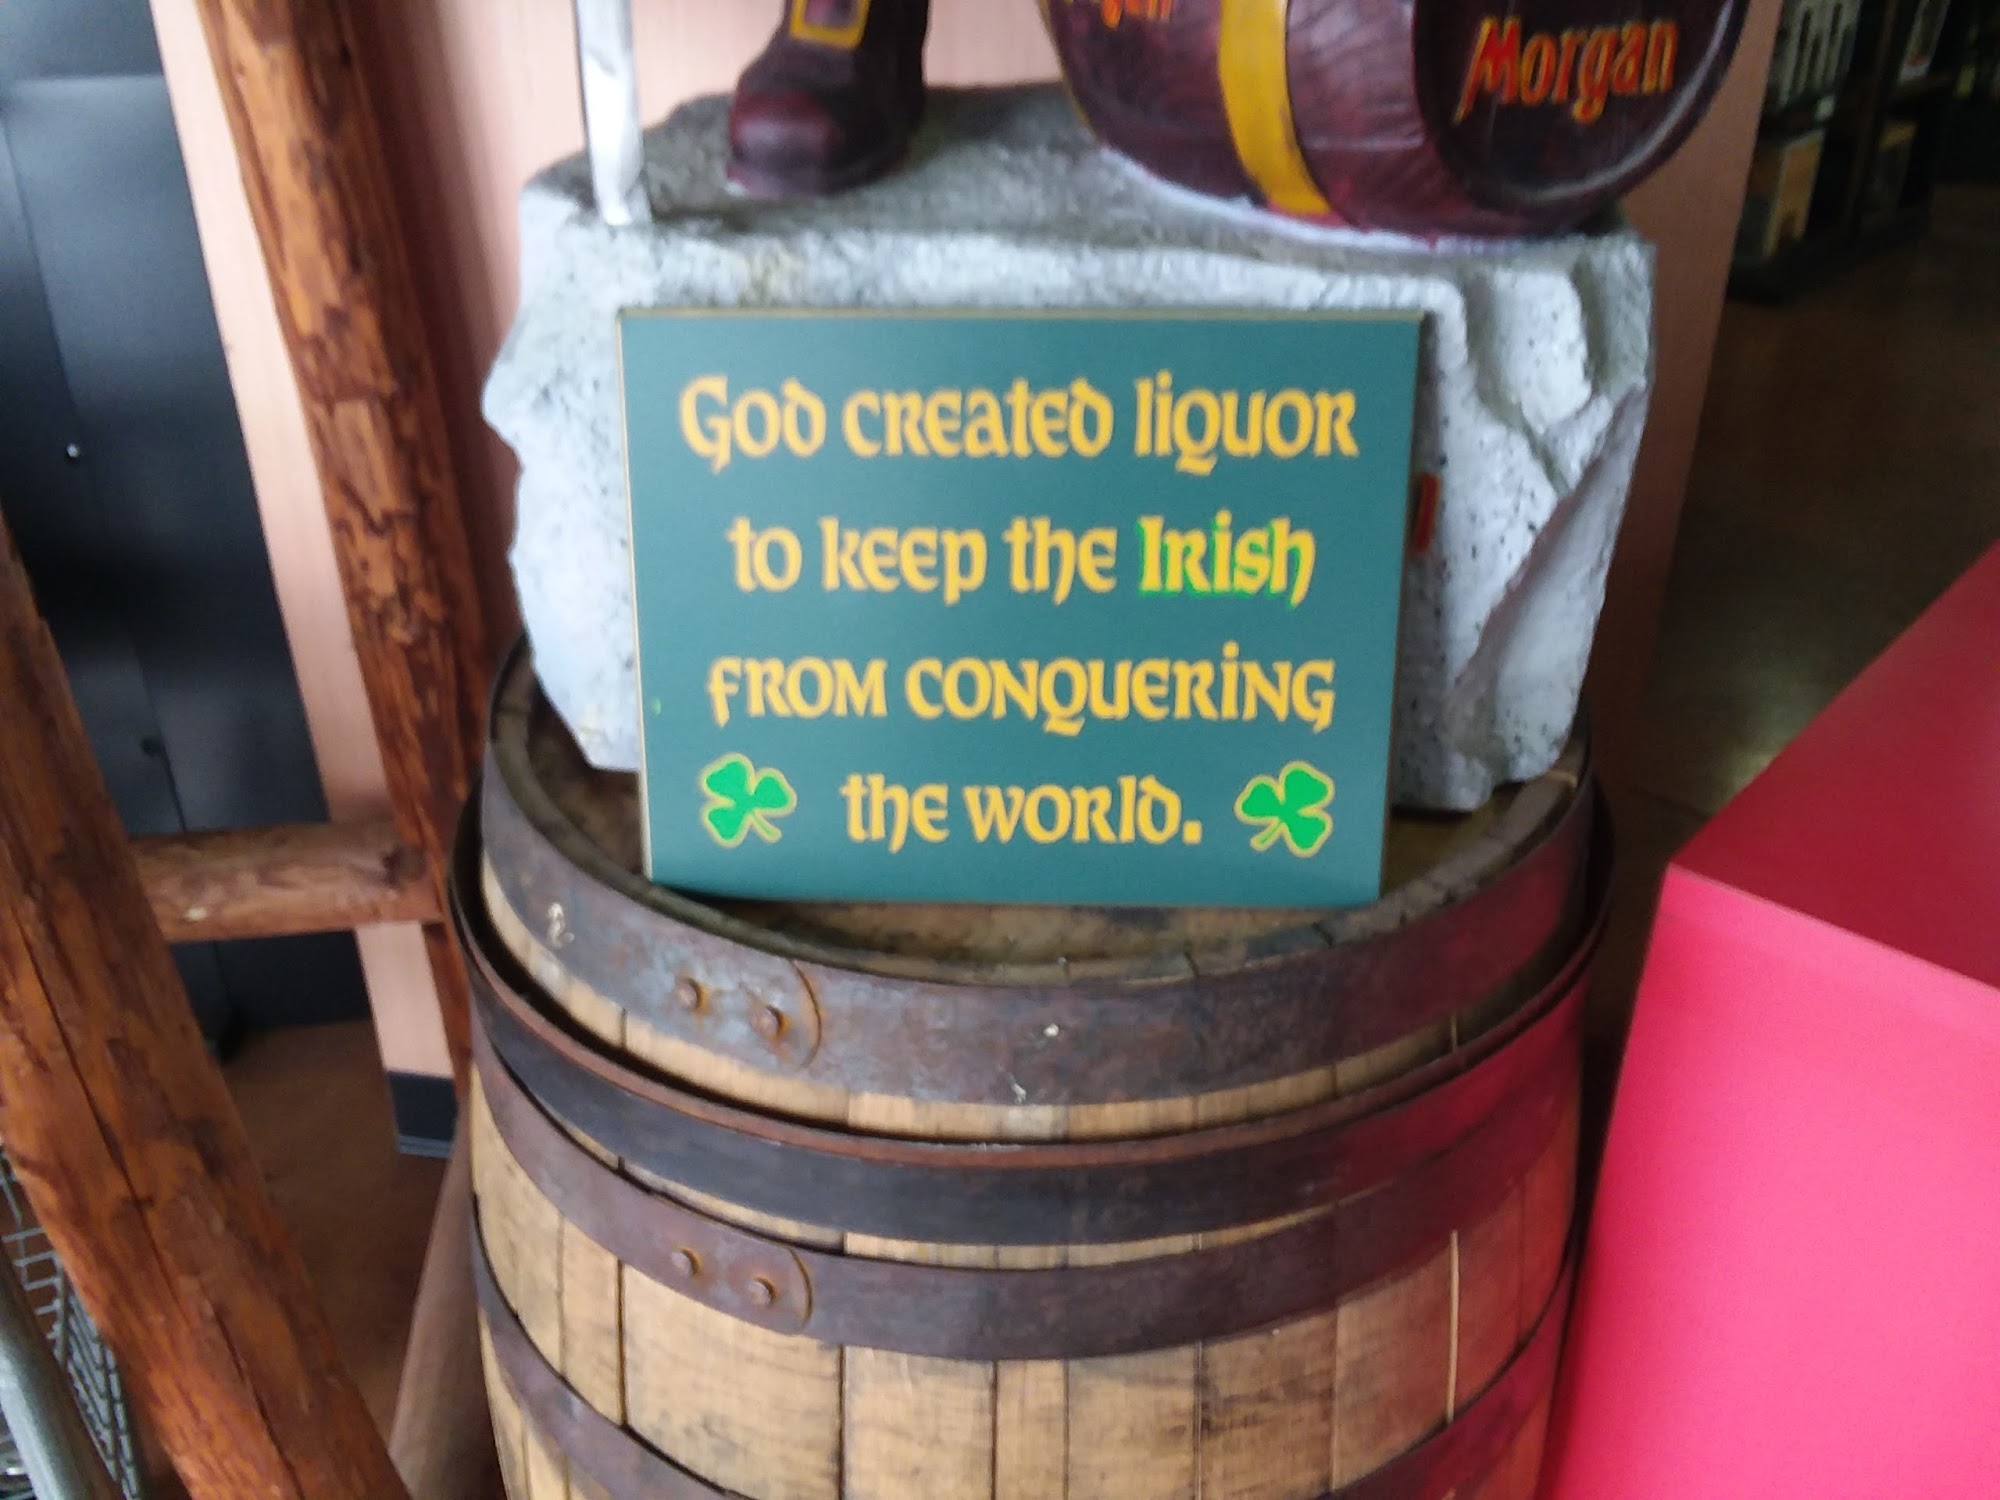 Morgan
God created liquor
to keep the Irish
from conquering
the world.